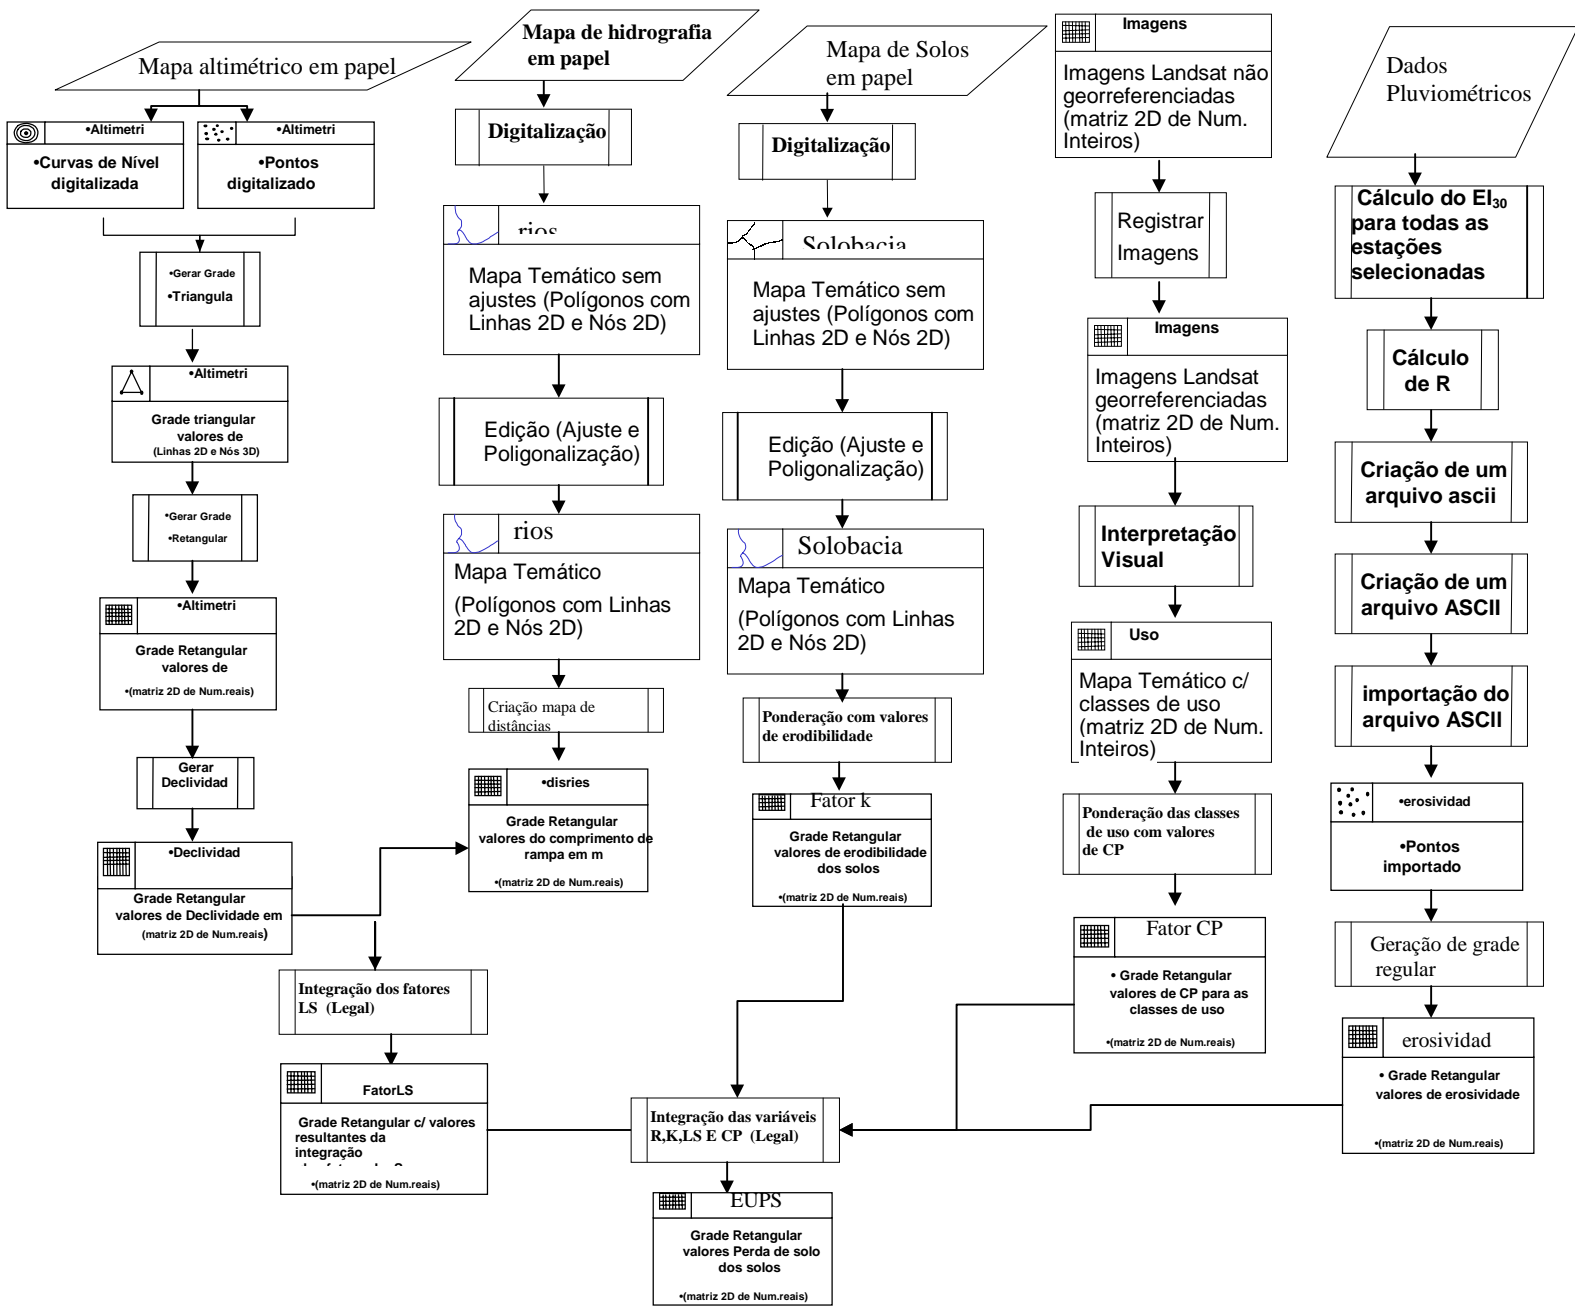 Mapa altimétrico em papel
•Altimetri
•Curvas de Nível
digitalizada
•Altimetri
•Pontos
digitalizado
•Gerar Grade
•Triangula
•Altimetri
Grade triangular
valores de
(Linhas 2D e Nós 3D)
•Gerar Grade
•Retangular
•Altimetri
Grade Retangular
valores de
•(matriz 2D de Num.reais)
Gerar
Declividad
•Declividad
Grade Retangular
valores de Declividade em
(matriz 2D de Num.reais)
Integração dos fatores
LS (Legal)
FatorLS
Grade Retangular c/ valores
resultantes da
integração
•(matriz 2D de Num.reais)
Mapa de hidrografia
em papel
Digitalização
rios
Mapa Temático sem
ajustes (Polígonos com
Linhas 2D e Nós 2D)
Edição (Ajuste e
Poligonalização)
rios
Mapa Temático
(Polígonos com Linhas
2D e Nós 2D)
Criação mapa de
distâncias
•disries
Grade Retangular
valores do comprimento de
rampa em m
•(matriz 2D de Num.reais)
Mapa de Solos
em papel
Digitalização
Solobacia
Mapa Temático sem
ajustes (Polígonos com
Linhas 2D e Nós 2D)
Edição (Ajuste e
Poligonalização)
Solobacia
Mapa Temático
(Polígonos com Linhas
2D e Nós 2D)
Ponderação com valores
de erodibilidade
Fator k
Grade Retangular
valores de erodibilidade
dos solos
•(matriz 2D de Num.reais)
Imagens
Imagens Landsat não
georreferenciadas
(matriz 2D de Num.
Inteiros)
Registrar
Imagens
Imagens
Imagens Landsat
georreferenciadas
(matriz 2D de Num.
Inteiros)
Interpretação
Visual
Uso
Mapa Temático c/
classes de uso
(matriz 2D de Num.
Inteiros)
Ponderação das classes
de uso com valores
de CP
Fator CP
• Grade Retangular
valores de CP para as
classes de uso
•(matriz 2D de Num.reais)
Dados
Pluviométricos
Cálculo do EI30
para todas as
estações
selecionadas
Cálculo
de R
Criação de um
arquivo ascii
Criação de um
arquivo ASCII
importação do
arquivo ASCII
•erosividad
•Pontos
importado
Geração de grade
regular
erosividad
• Grade Retangular
valores de erosividade
•(matriz 2D de Num.reais)
Integração das variáveis
R,K,LS E CP (Legal)
EUPS
Grade Retangular
valores Perda de solo
dos solos
•(matriz 2D de Num.reais)